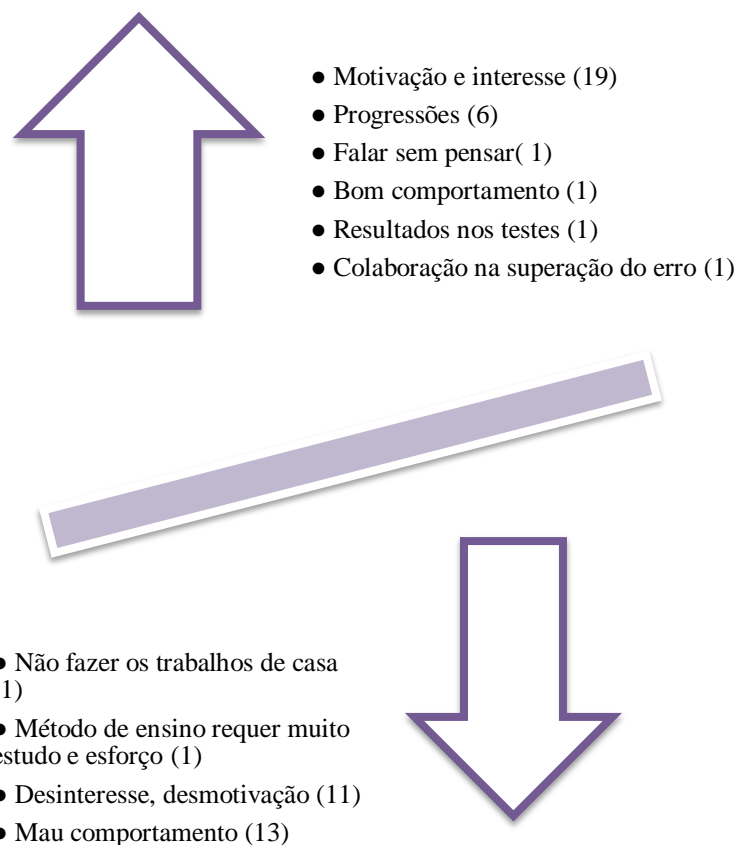 ● Motivação e interesse (19)
● Progressões (6)
● Falar sem pensar( 1)
● Bom comportamento (1)
● Resultados nos testes (1)
● Colaboração na superação do erro (1)
● Não fazer os trabalhos de casa
1)
● Método de ensino requer muito
estudo e esforço (1)
● Desinteresse, desmotivação (11)
● Mau comportamento (13)